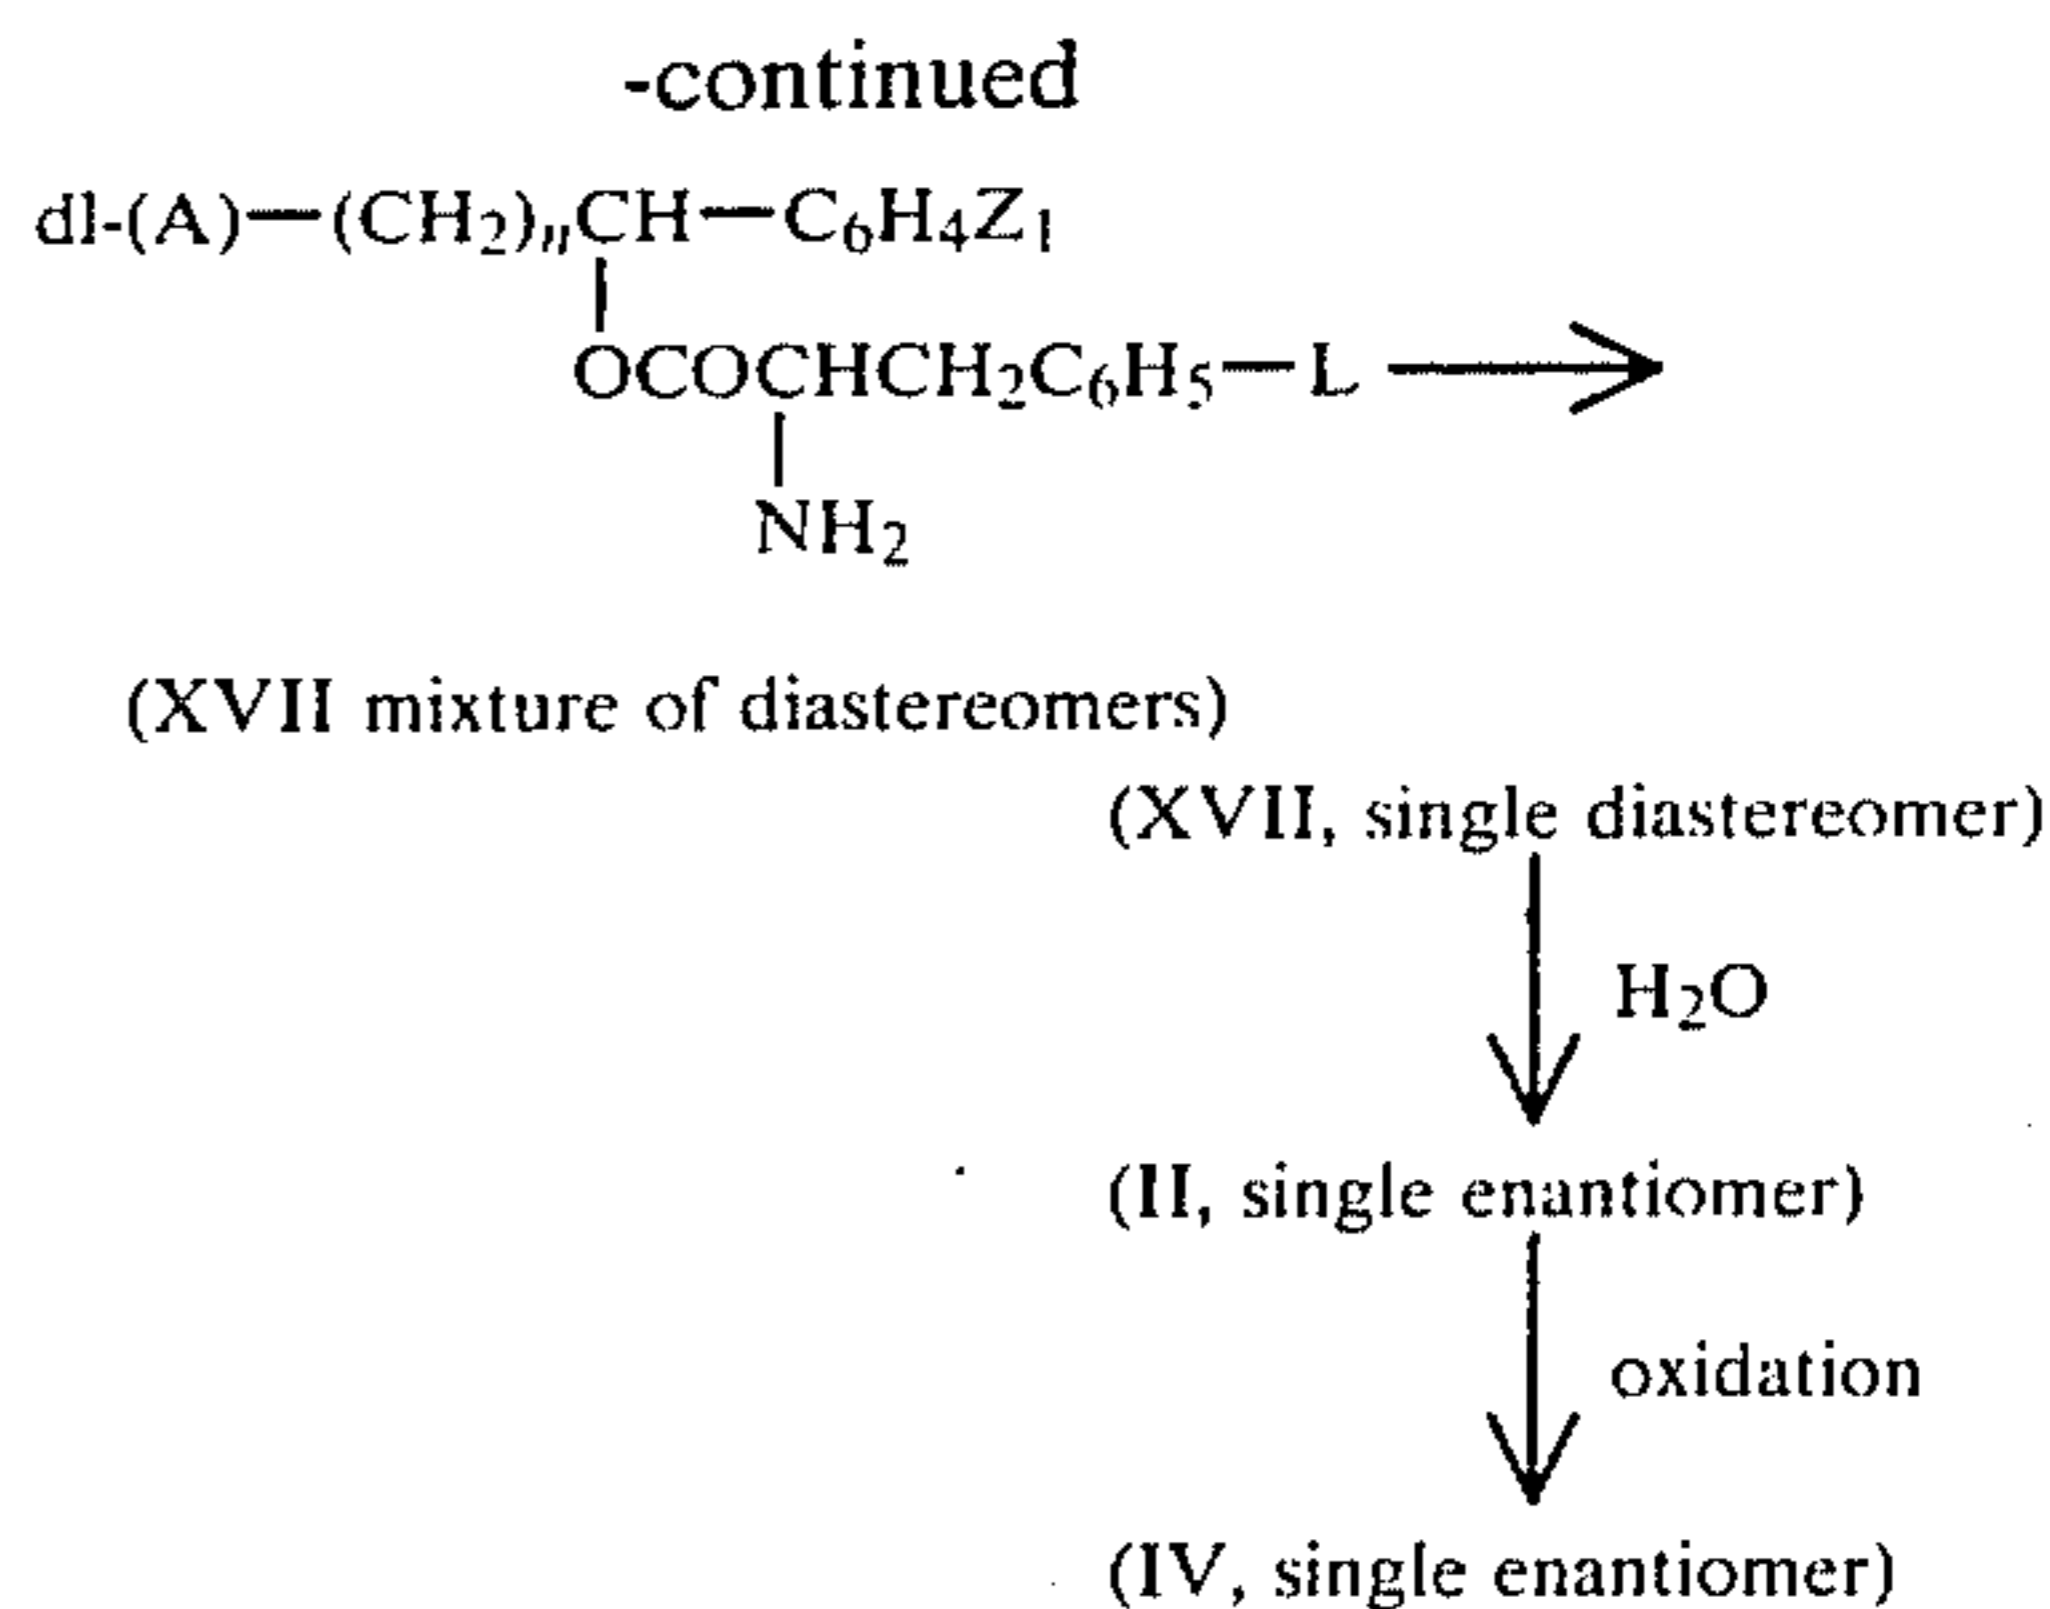 -continued
dl-(A)—(CH₂)ₙCH—C₆H₄Z₁
OCOCHCH₂C₆H₅—L
NH₂
(XVII mixture of diastereomers)
(XVII, single diastereomer)
H₂O
(II, single enantiomer)
oxidation
(IV, single enantiomer)